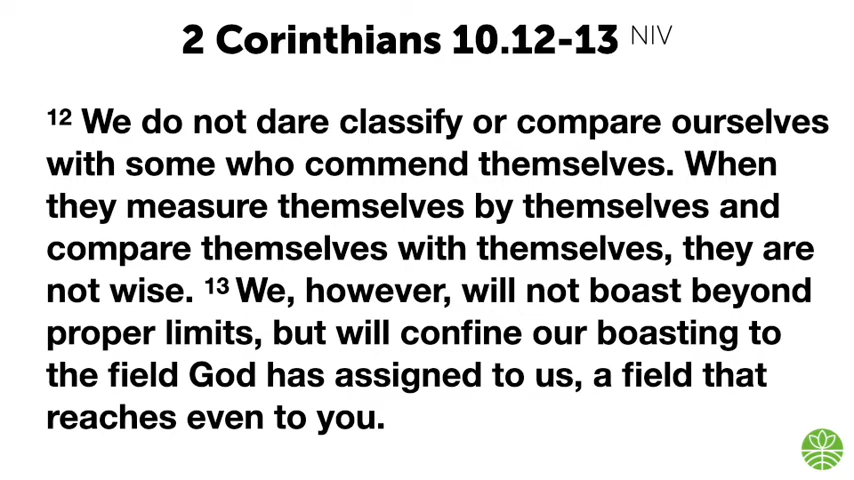 2 Corinthians 10.12-13 NIV
12 We do not dare classify or compare ourselves
with some who commend themselves. When
they measure themselves by themselves and
compare themselves with themselves, they are
not wise. 13 We, however, will not boast beyond
proper limits, but will confine our boasting to
the field God has assigned to us, a field that
reaches even to you.